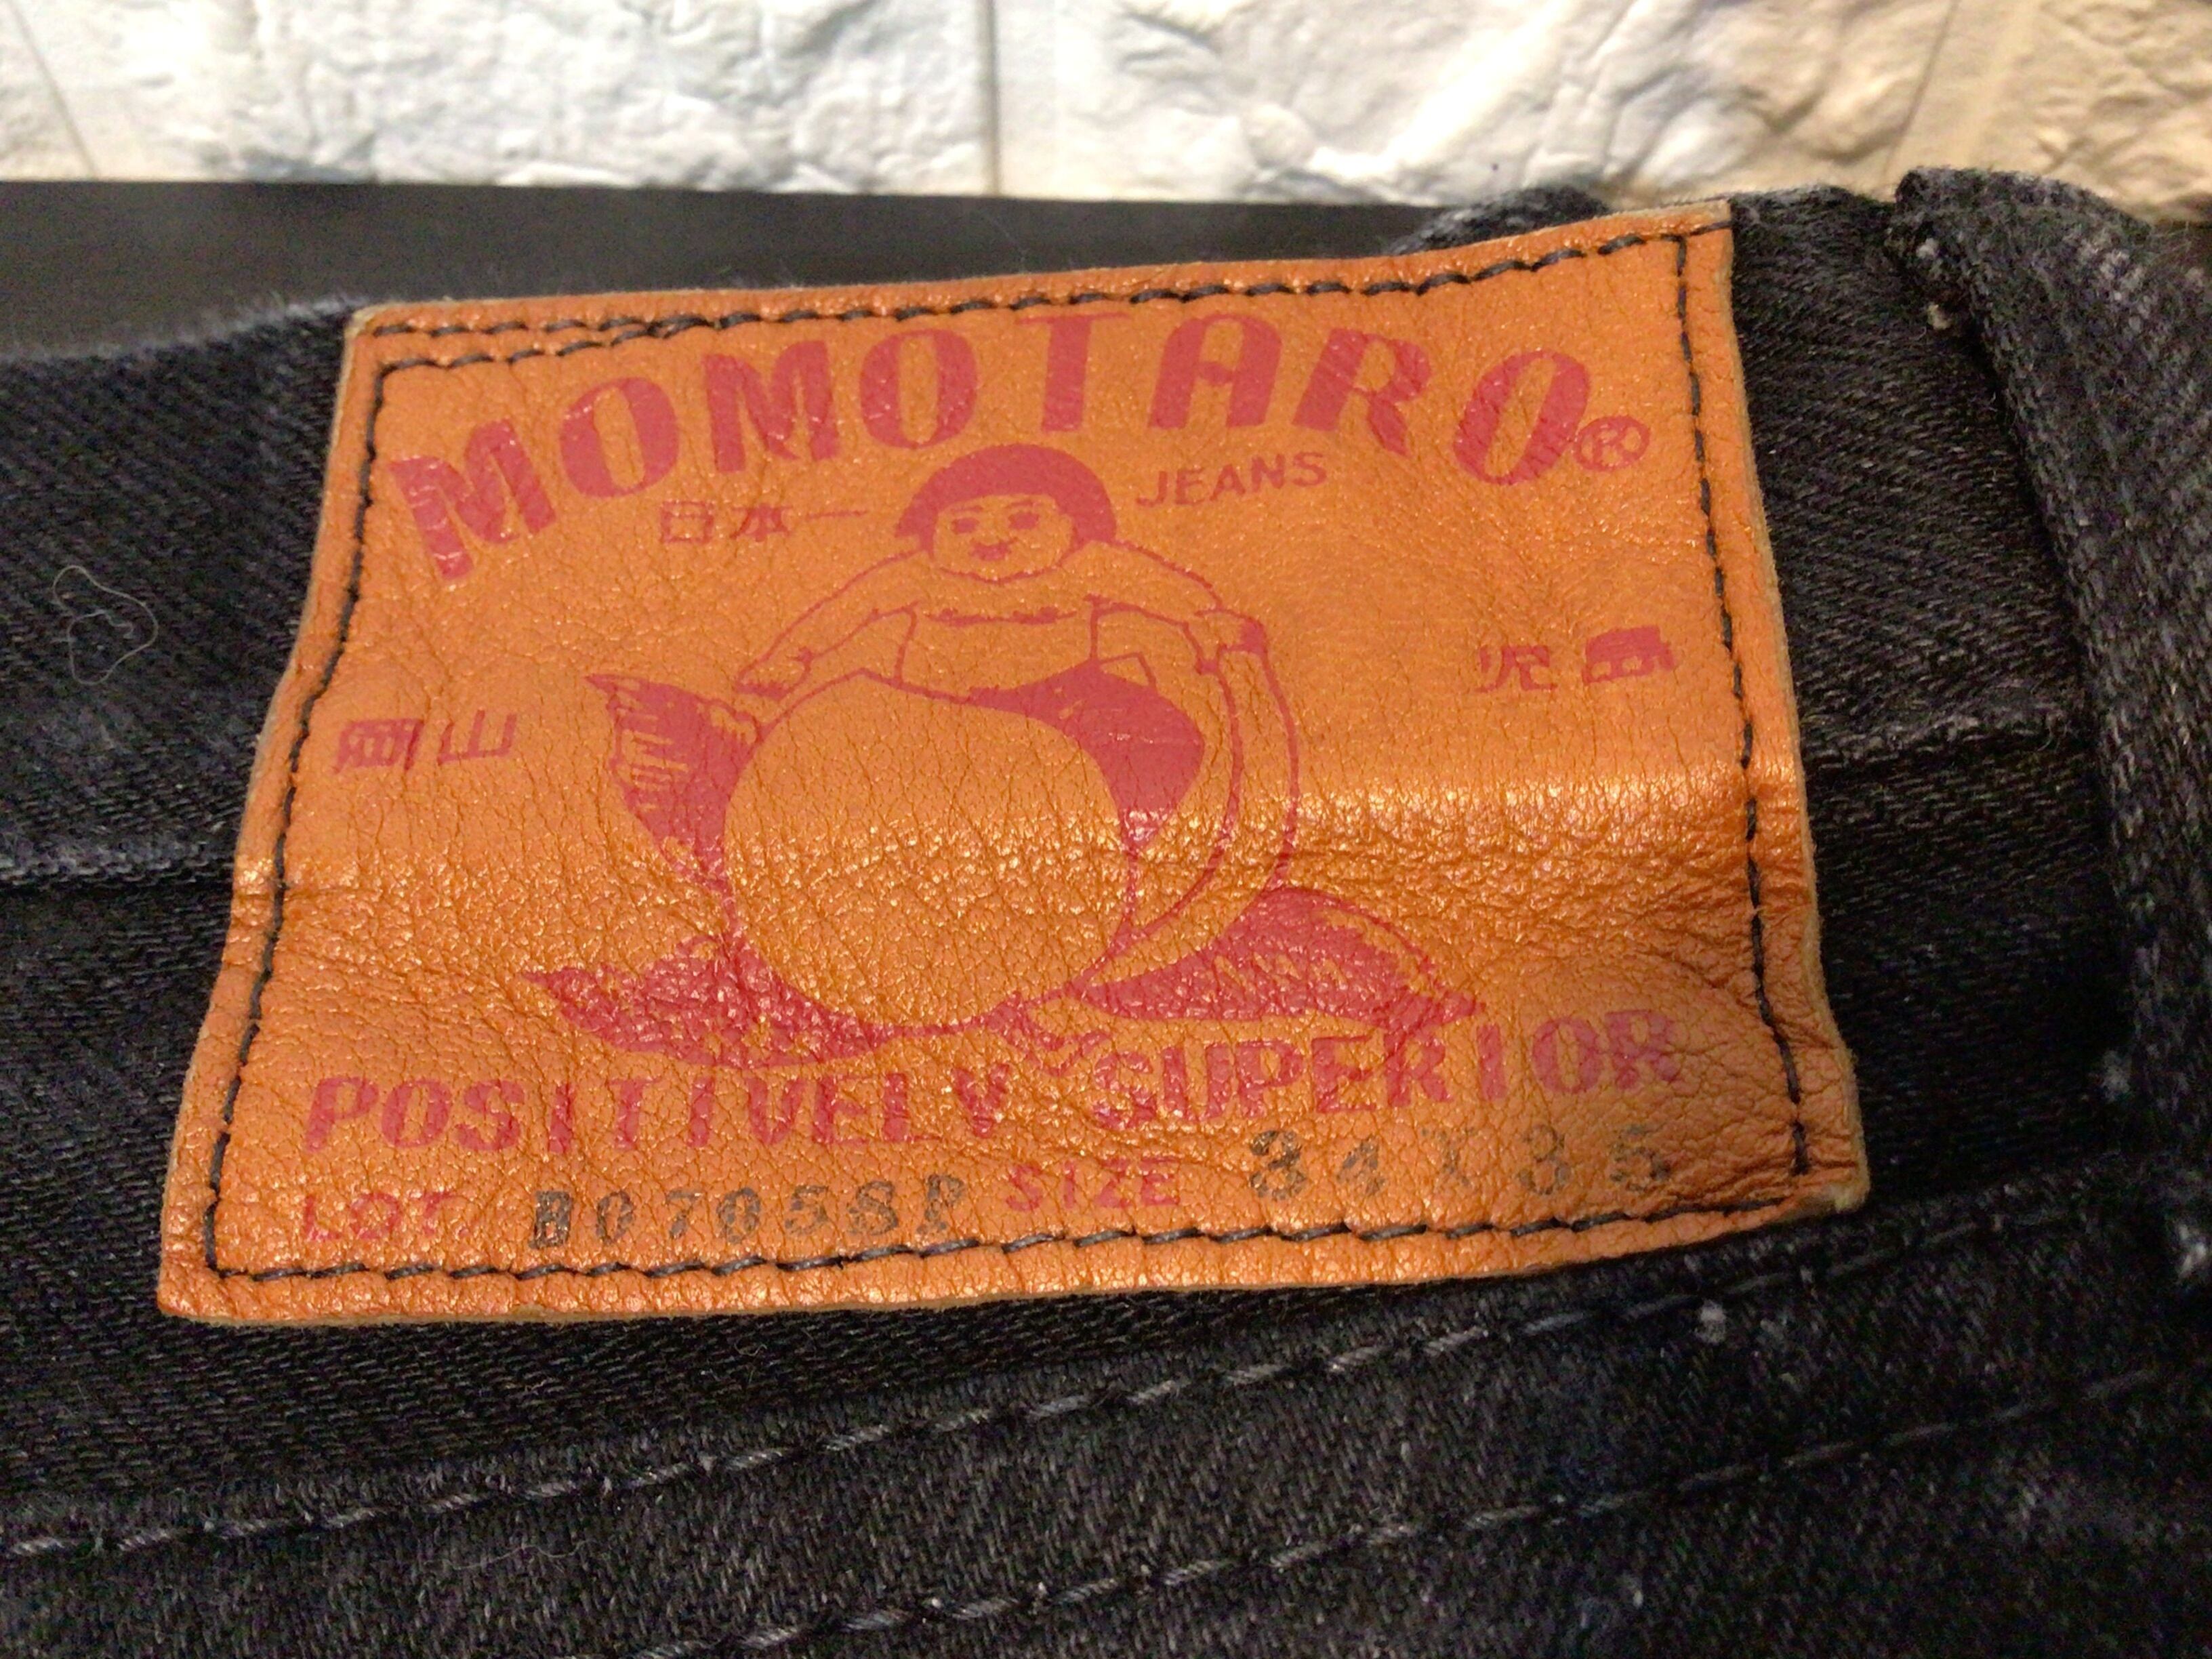 MOMOTARO®
日本一 JEANS
岡山 児島
POSITIVELY SUPERIOR
LOT. B0705SP SIZE 34X35